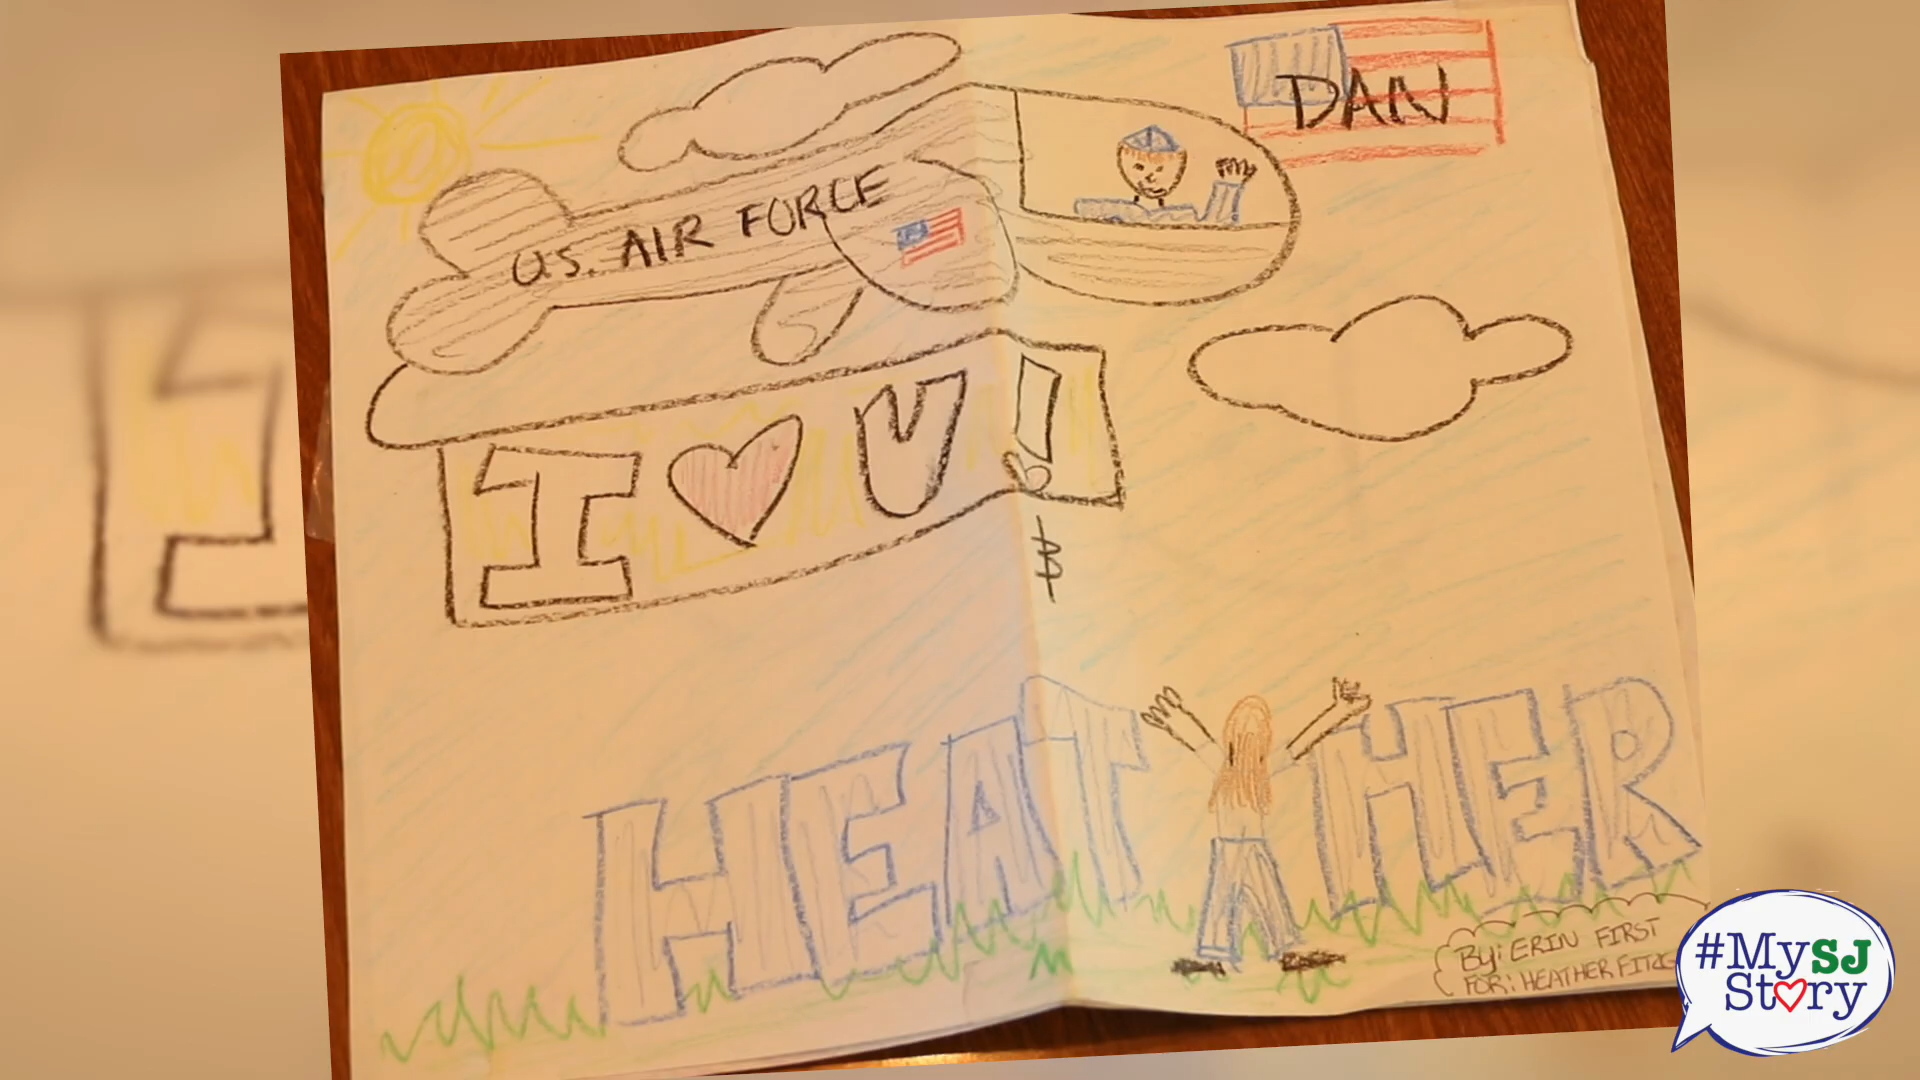 DAN
U.S. AIR FORCE
I ♥ U!
HEATHER
BY: ERIN FIRST
FOR: HEATHER
#MySJ
Story